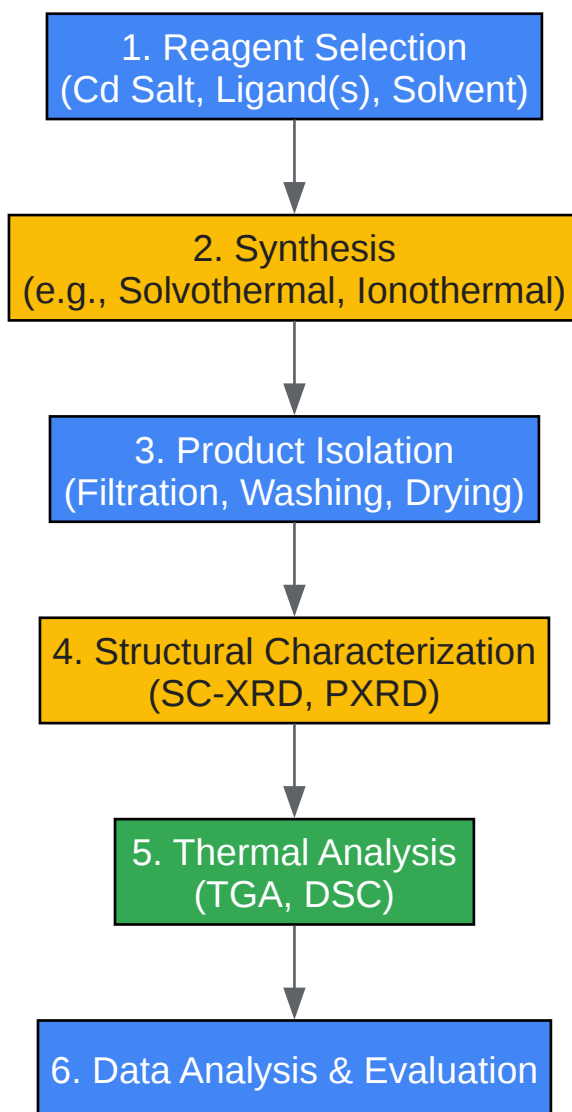 1. Reagent Selection
(Cd Salt, Ligand(s), Solvent)
2. Synthesis
(e.g., Solvothermal, Ionothermal)
3. Product Isolation
(Filtration, Washing, Drying)
4. Structural Characterization
(SC-XRD, PXRD)
5. Thermal Analysis
(TGA, DSC)
6. Data Analysis & Evaluation